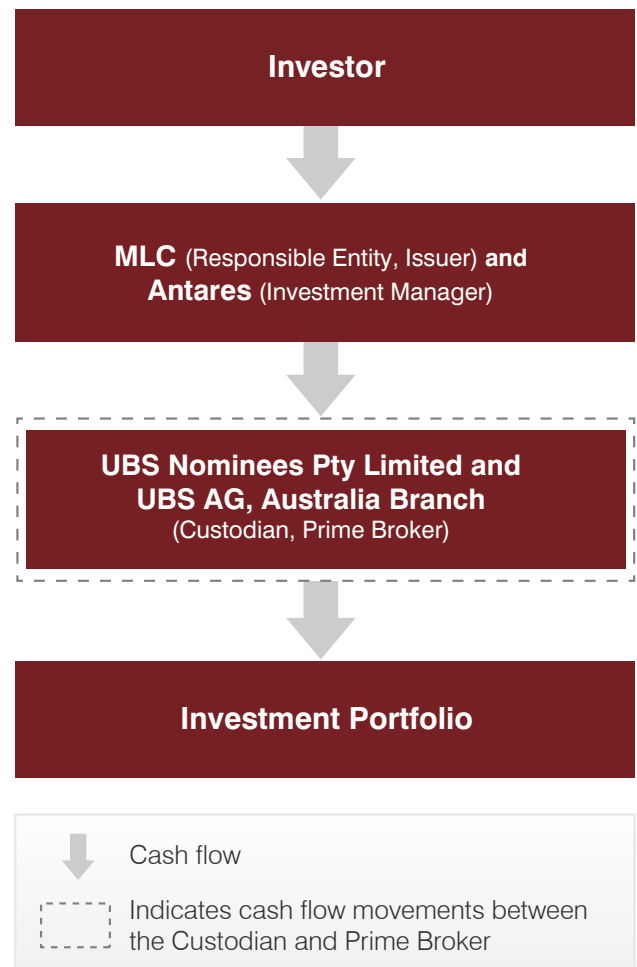 Investor
MLC (Responsible Entity, Issuer) and
Antares (Investment Manager)
UBS Nominees Pty Limited and
UBS AG, Australia Branch
(Custodian, Prime Broker)
Investment Portfolio
Cash flow
Indicates cash flow movements between
the Custodian and Prime Broker